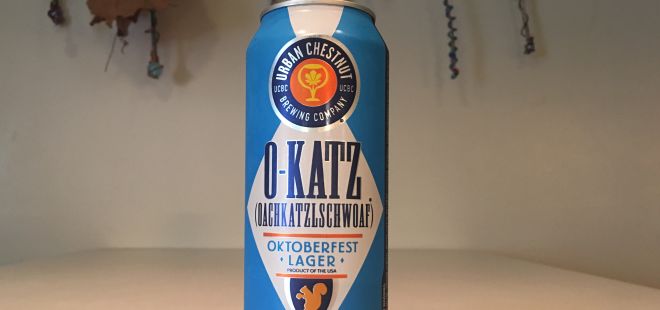 URBAN CHESTNUT
UCBC UCBC
BREWING COMPANY
O-KATZ
(OACHKATZLSCHWOAF)
OKTOBERFEST
LAGER
PRODUCT OF THE USA